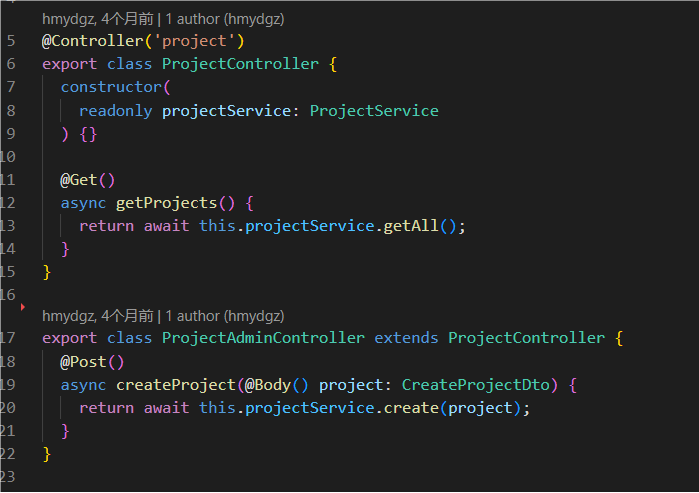 hmydgz, 4个月前 | 1 author (hmydgz)
5 @Controller('project')
6 export class ProjectController {
7   constructor(
8     readonly projectService: ProjectService
9   ) {}
10
11   @Get()
12   async getProjects() {
13     return await this.projectService.getAll();
14   }
15 }
16
hmydgz, 4个月前 | 1 author (hmydgz)
17 export class ProjectAdminController extends ProjectController {
18   @Post()
19   async createProject(@Body() project: CreateProjectDto) {
20     return await this.projectService.create(project);
21   }
22 }
23